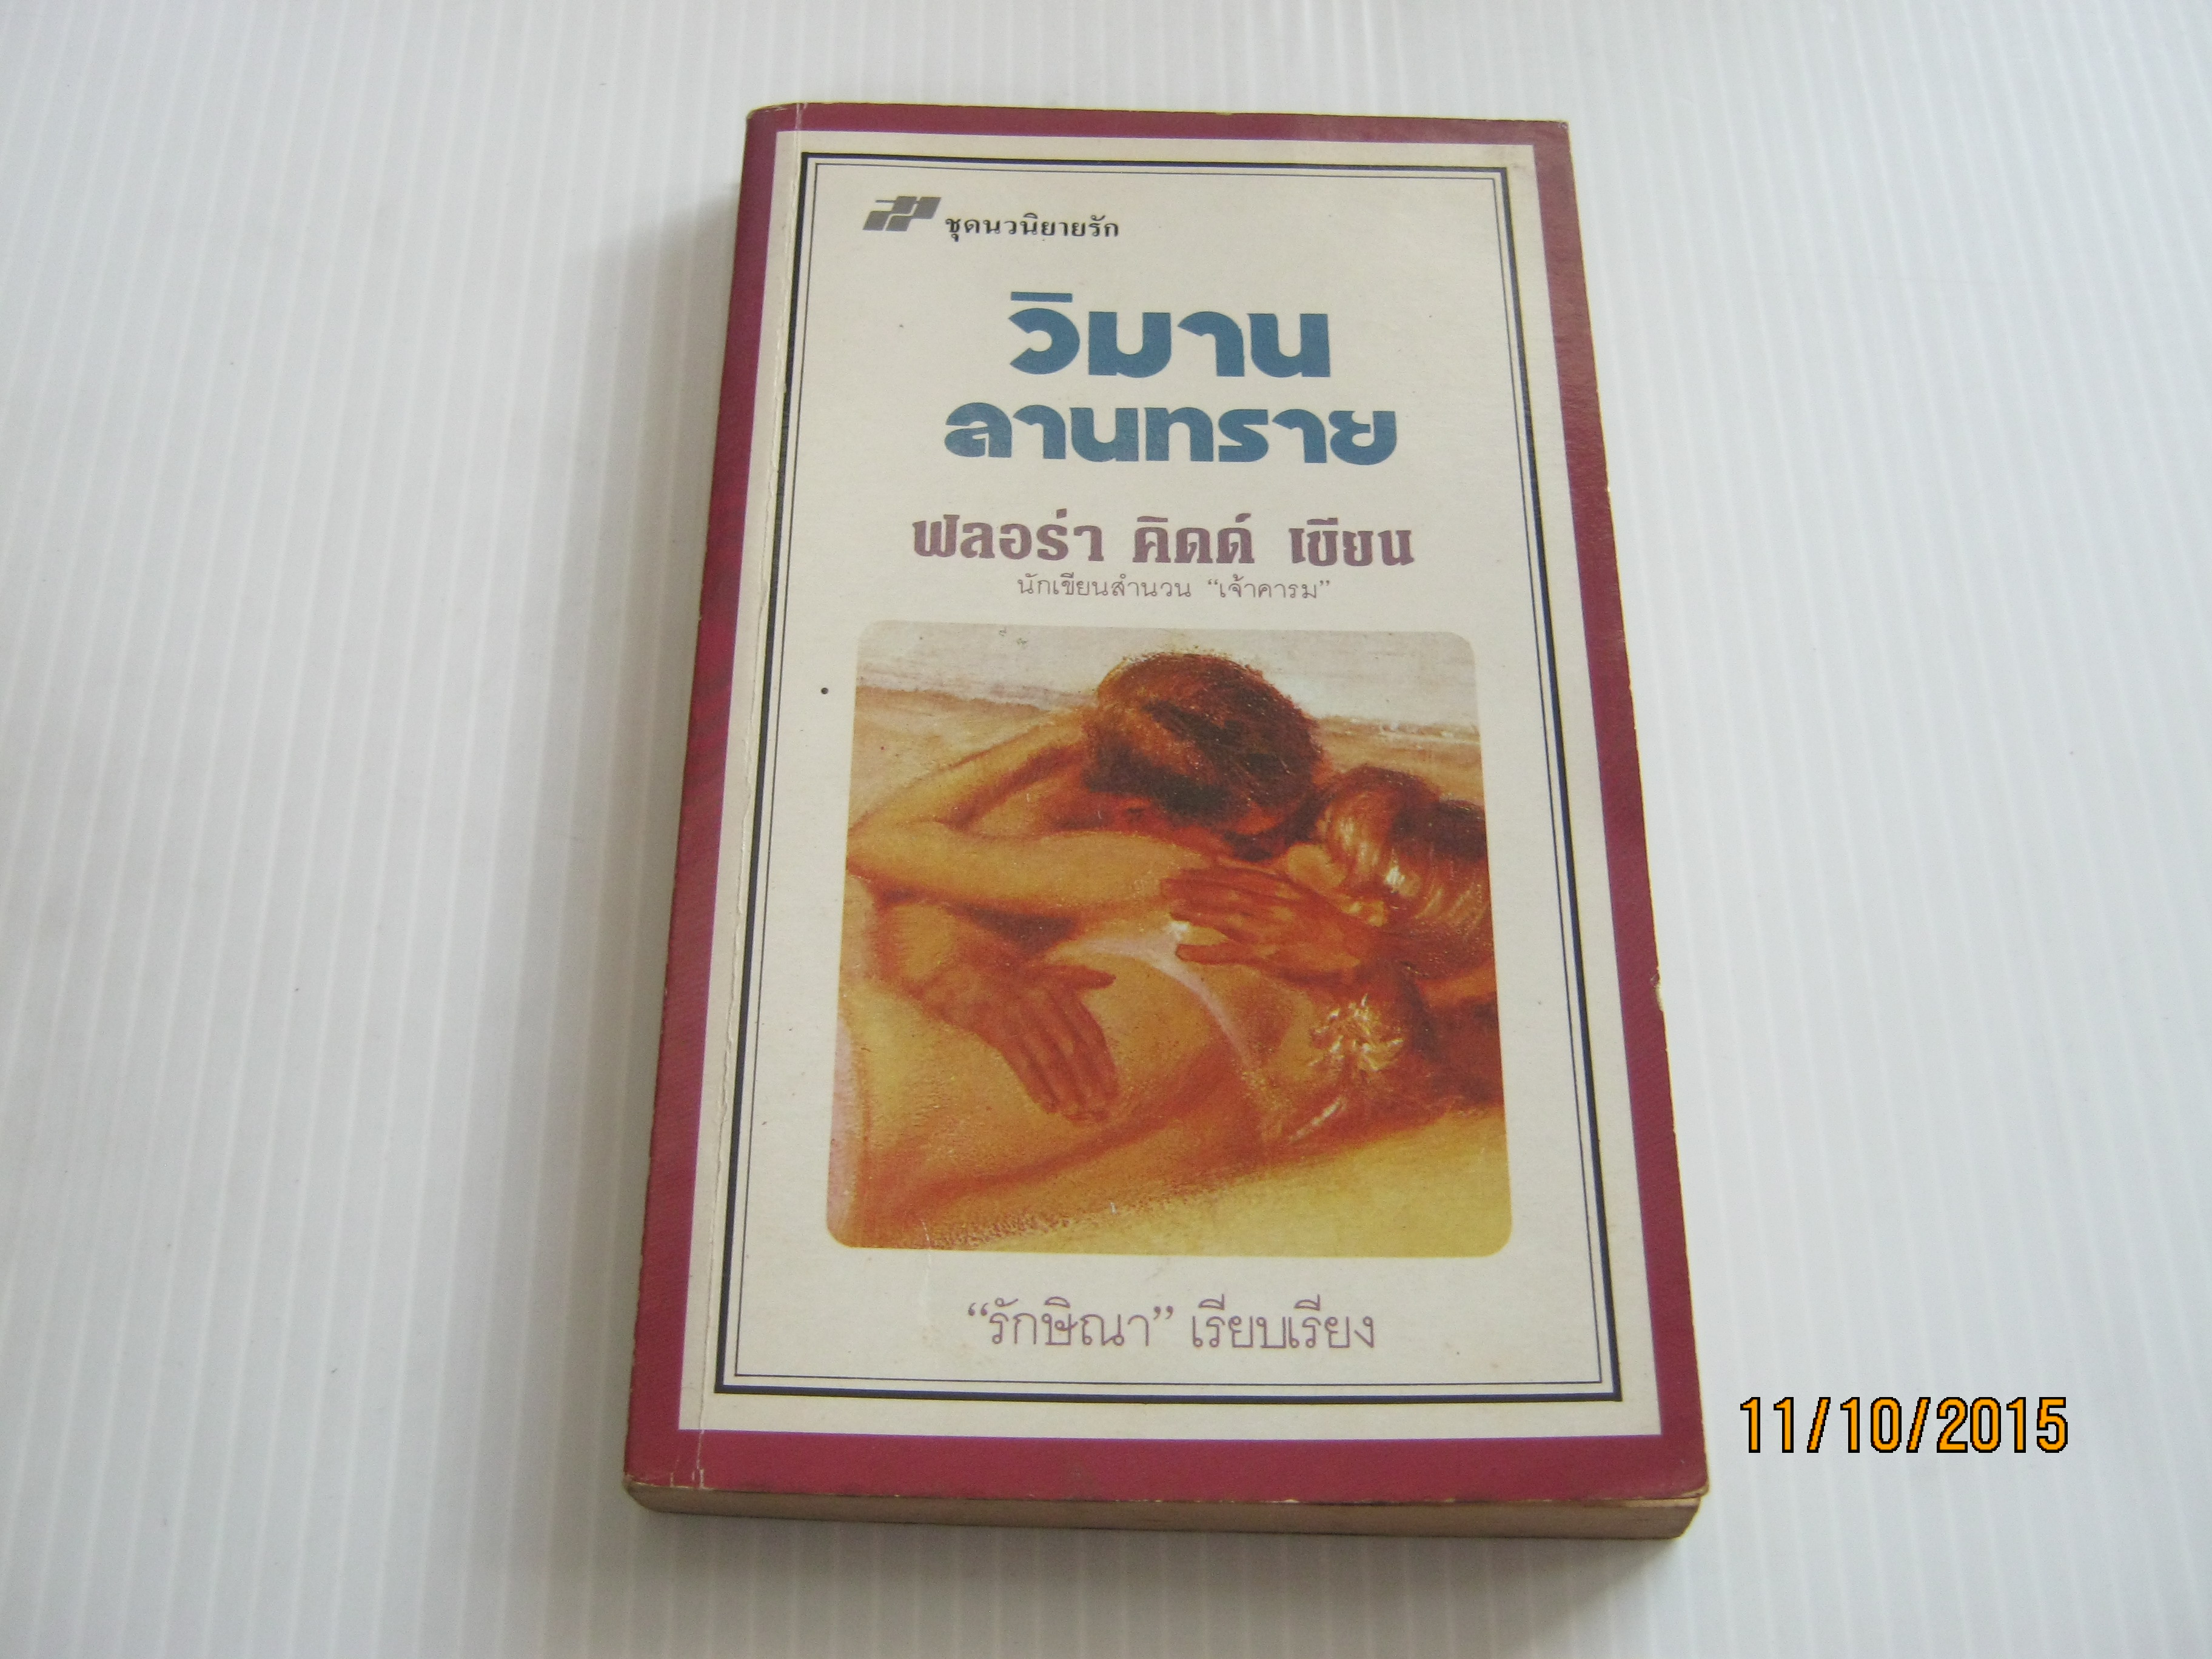 ชุดนวนิยายรัก
วิมาน
ลานทราย
ฟลอร่า คิดด์ เขียน
นักเขียนสำนวน “เจ้าคารม”
“รักษิณา” เรียบเรียง
11/10/2015